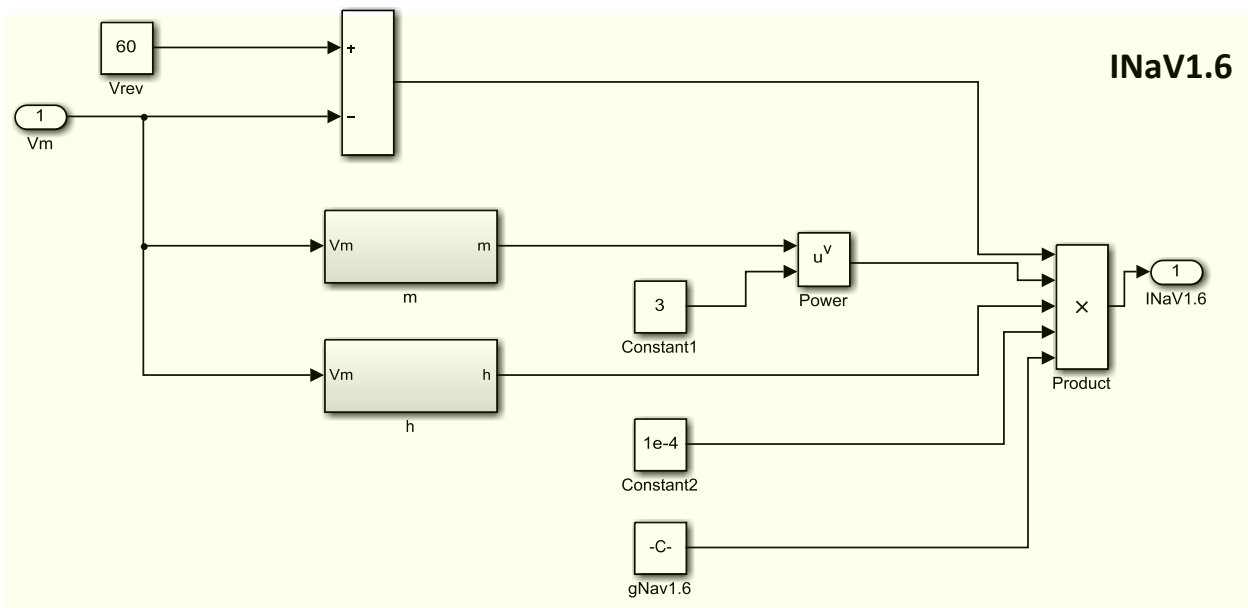 INaV1.6
60
+
Vrev
1
−
Vm
Vm m
m
u^v
Power
3
Constant1
×
Product
1
INaV1.6
Vm h
h
1e-4
Constant2
-C-
gNav1.6